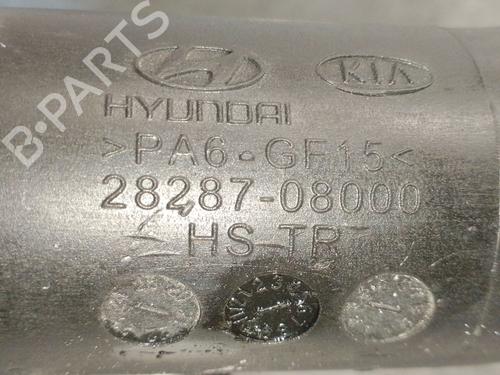 B-PARTS
KIA
HYUNDAI
>PA6-GF15<
28287-08000
HS TR